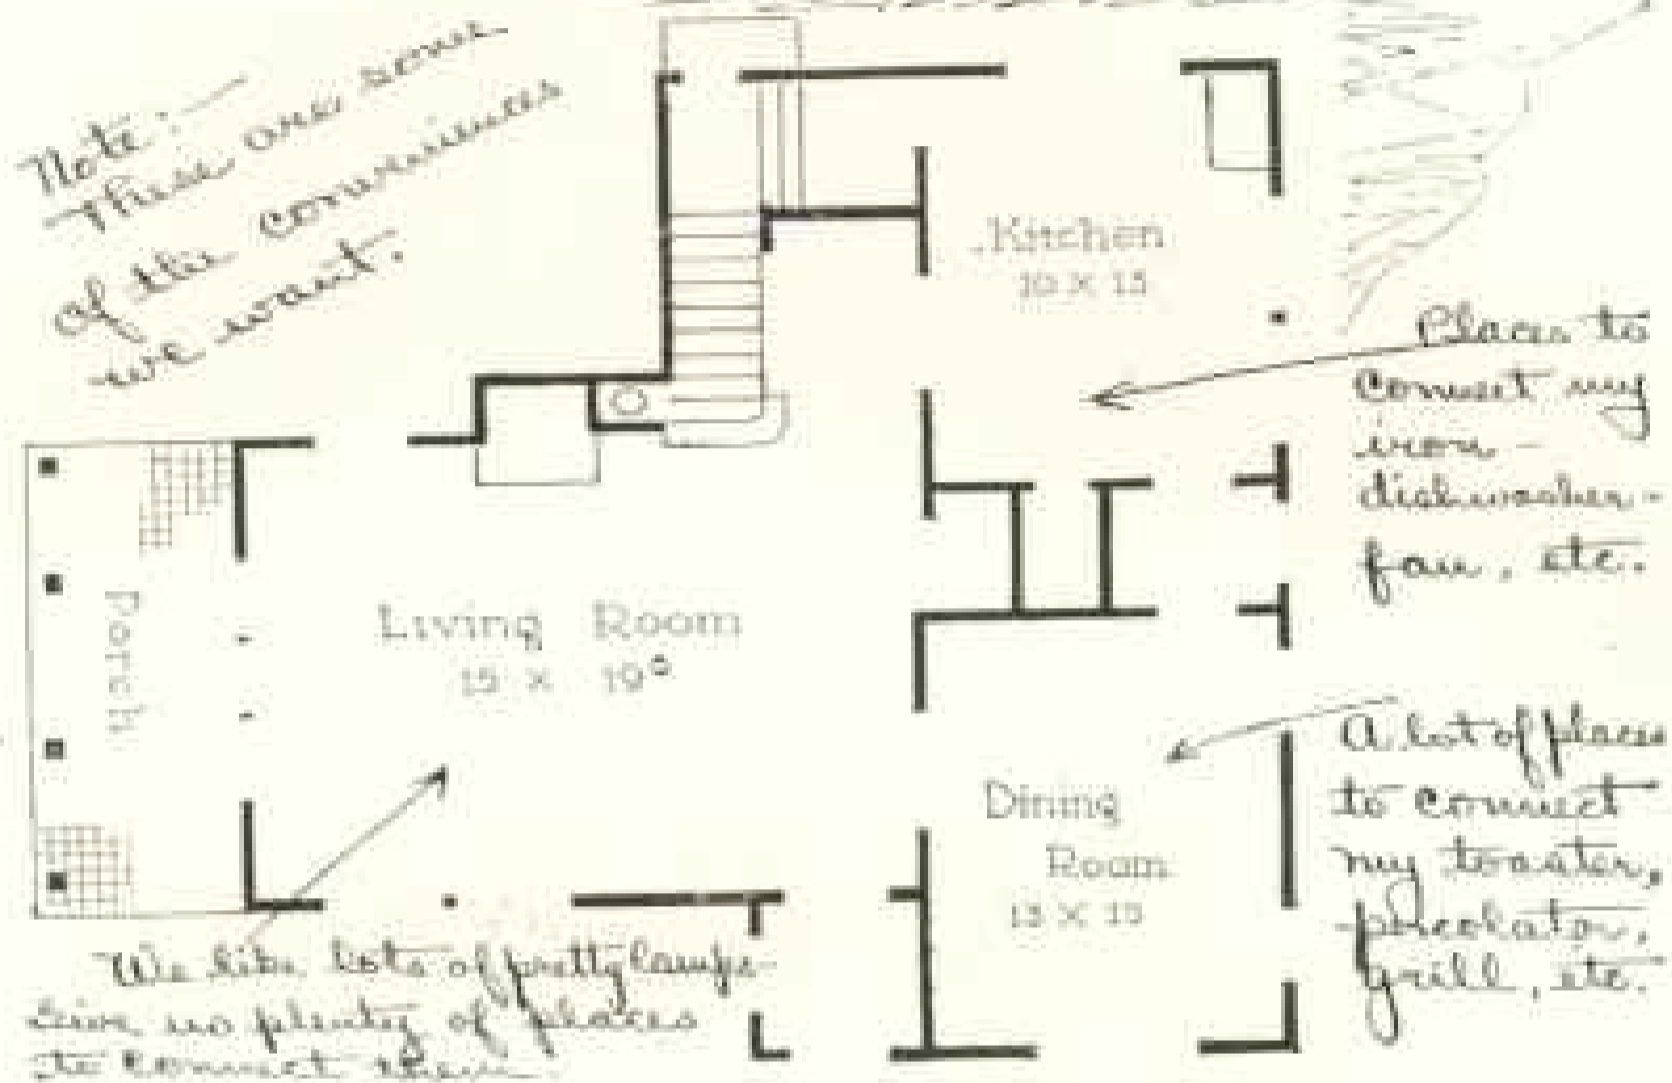 Note:—
These are some
of the conveniences
we want.
Kitchen
10 X 15
Places to
connect my
iron –
dishwasher –
fan, etc.
Porch
Living Room
15 X 19⁶
A lot of places
to connect
my toaster,
percolator,
grill, etc.
Dining
Room
13 X 15
We like lots of pretty lamps–
Give us plenty of places
to connect them